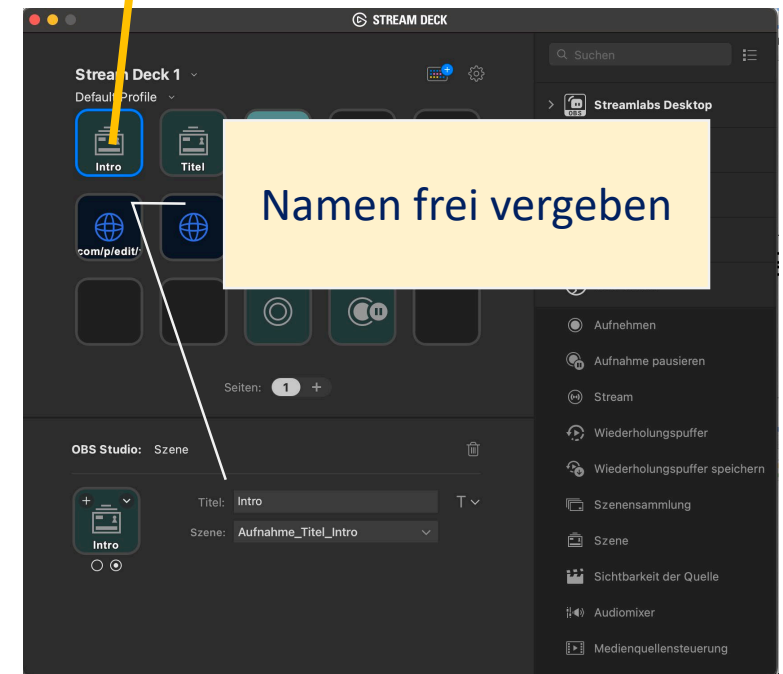 STREAM DECK
Stream Deck 1
Default Profile
Intro
Titel
com/p/edit/
Namen frei vergeben
Seiten: 1 +
OBS Studio: Szene
Intro
Titel: Intro
T
Szene: Aufnahme_Titel_Intro
Suchen
OBS
Streamlabs Desktop
Aufnehmen
Aufnahme pausieren
Stream
Wiederholungspuffer
Wiederholungspuffer speichern
Szenensammlung
Szene
Sichtbarkeit der Quelle
Audiomixer
Medienquellensteuerung